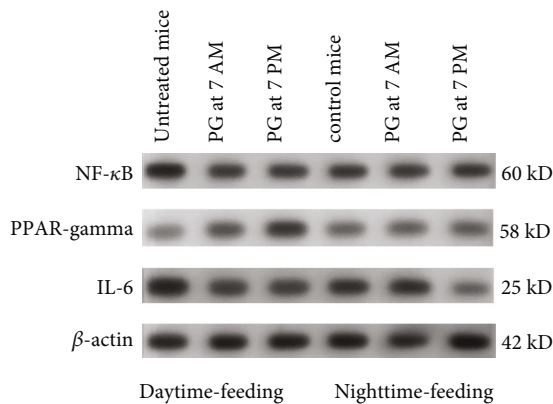 Untreated mice
PG at 7 AM
PG at 7 PM
control mice
PG at 7 AM
PG at 7 PM
NF-κB 60 kD
PPAR-gamma 58 kD
IL-6 25 kD
β-actin 42 kD
Daytime-feeding Nighttime-feeding